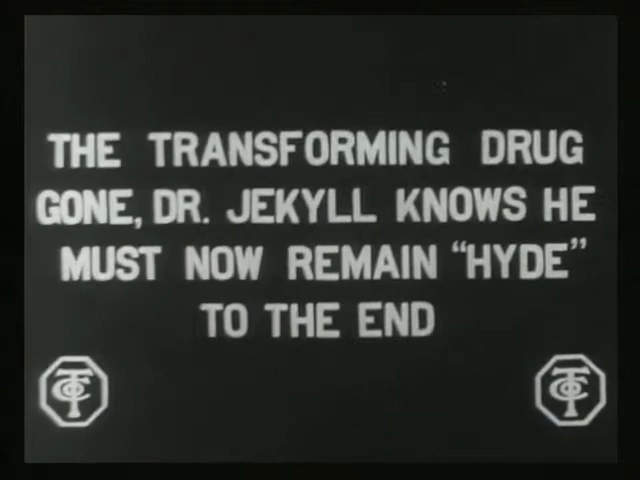 THE TRANSFORMING DRUG
GONE, DR. JEKYLL KNOWS HE
MUST NOW REMAIN “HYDE”
TO THE END